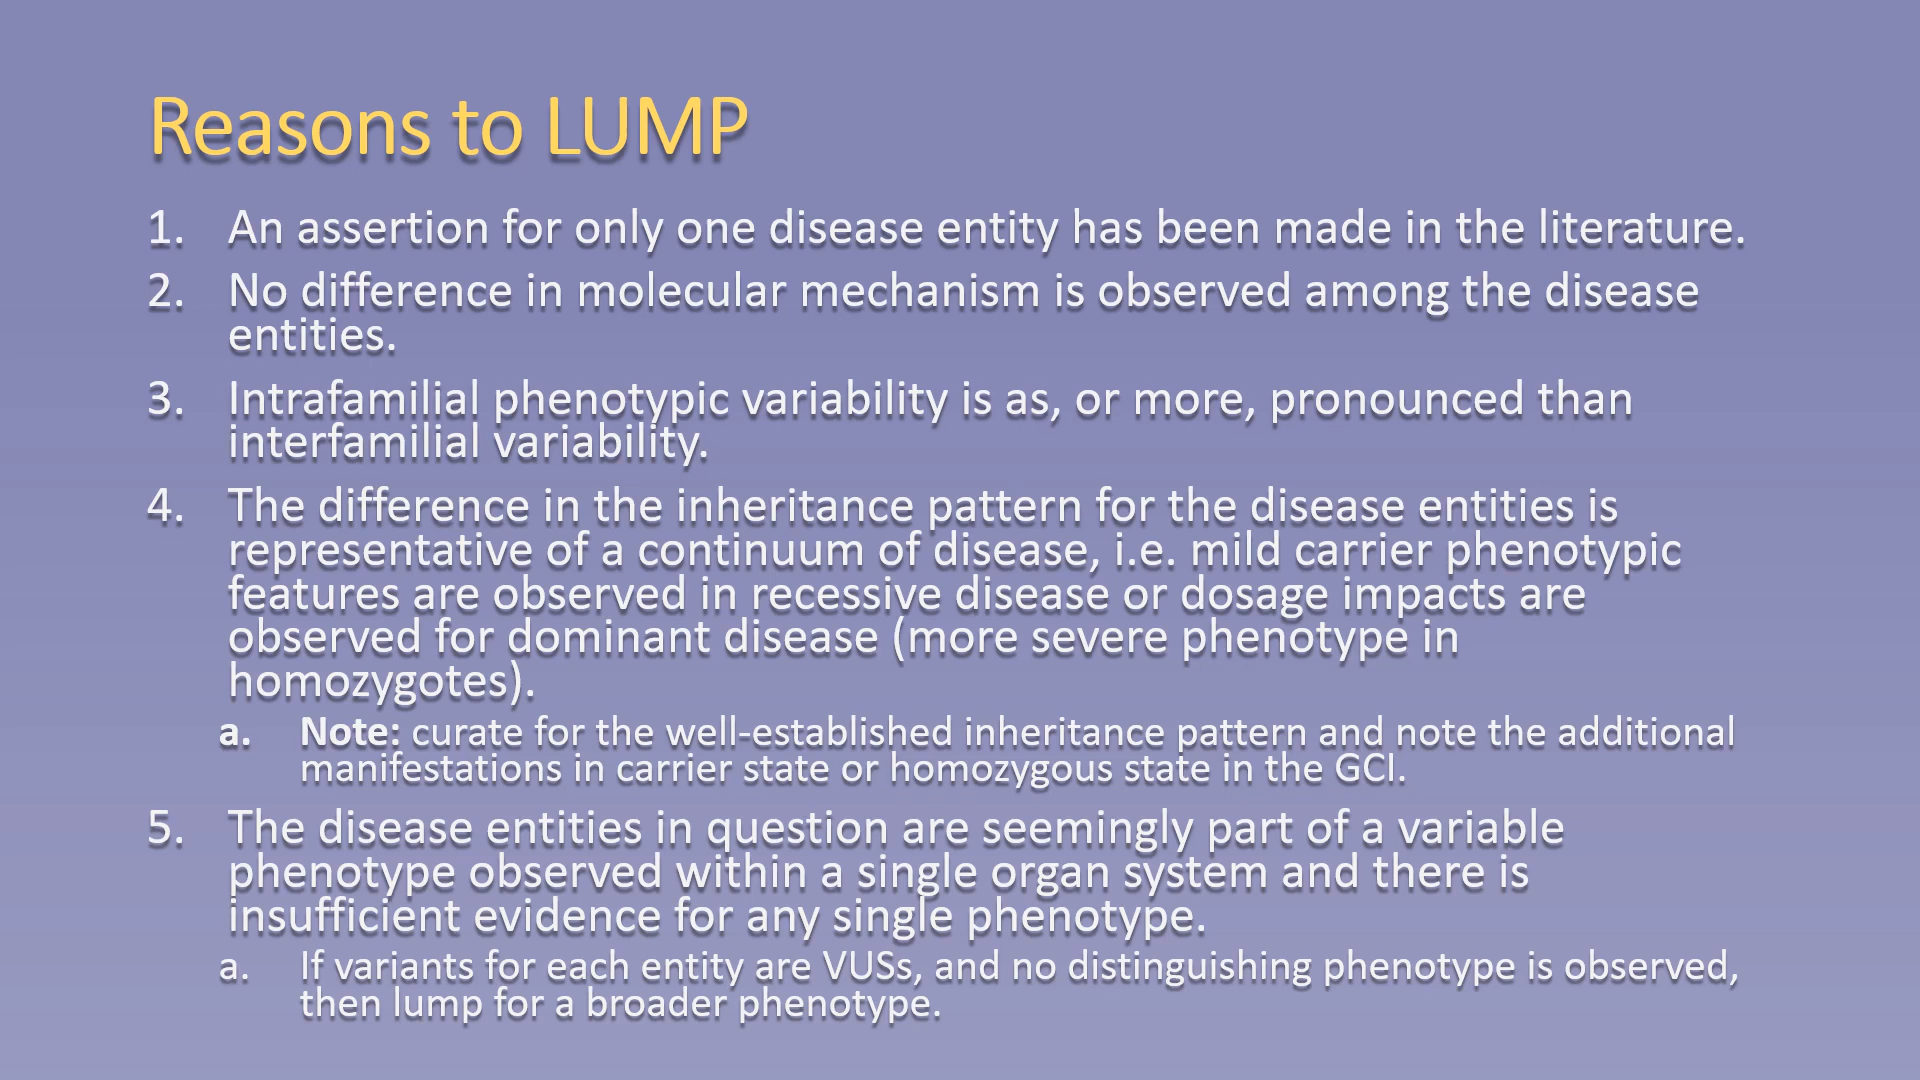 Reasons to LUMP
1. An assertion for only one disease entity has been made in the literature.
2. No difference in molecular mechanism is observed among the disease
entities.
3. Intrafamilial phenotypic variability is as, or more, pronounced than
interfamilial variability.
4. The difference in the inheritance pattern for the disease entities is
representative of a continuum of disease, i.e. mild carrier phenotypic
features are observed in recessive disease or dosage impacts are
observed for dominant disease (more severe phenotype in
homozygotes).
a. Note: curate for the well-established inheritance pattern and note the additional
manifestations in carrier state or homozygous state in the GCI.
5. The disease entities in question are seemingly part of a variable
phenotype observed within a single organ system and there is
insufficient evidence for any single phenotype.
a. If variants for each entity are VUSs, and no distinguishing phenotype is observed,
then lump for a broader phenotype.